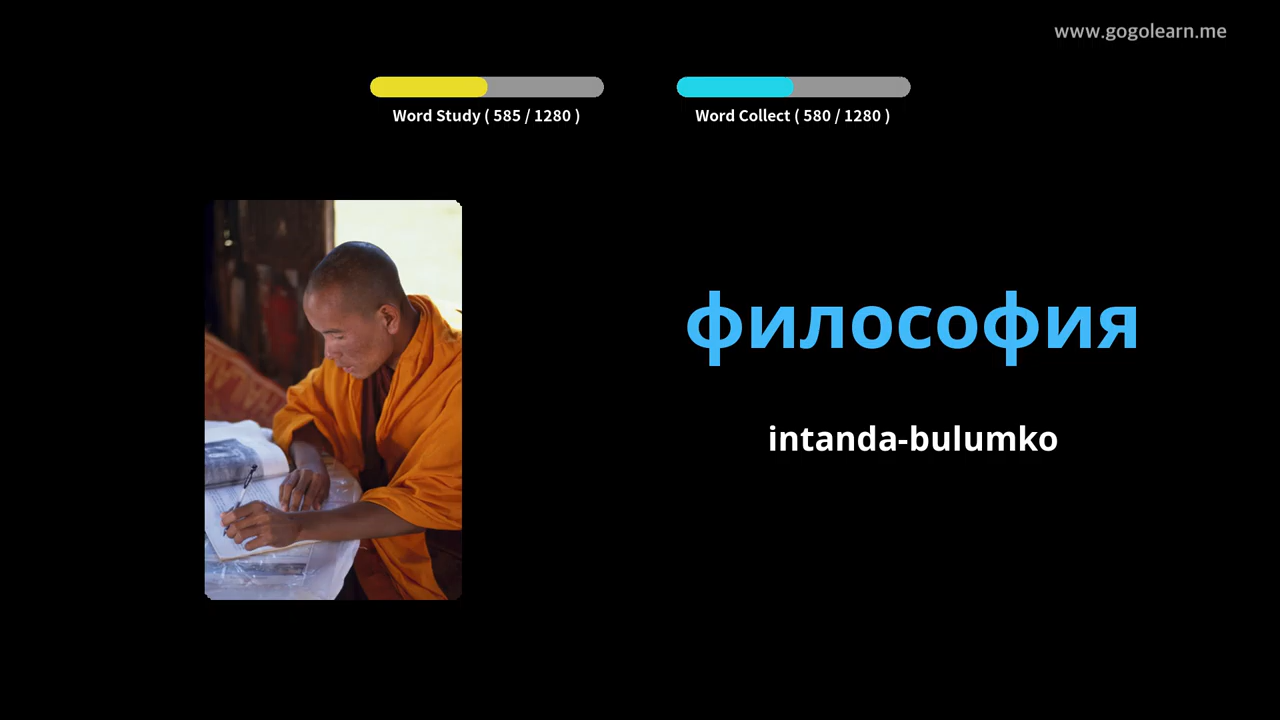 www.gogolearn.me
Word Study ( 585 / 1280 )
Word Collect ( 580 / 1280 )
философия
intanda-bulumko